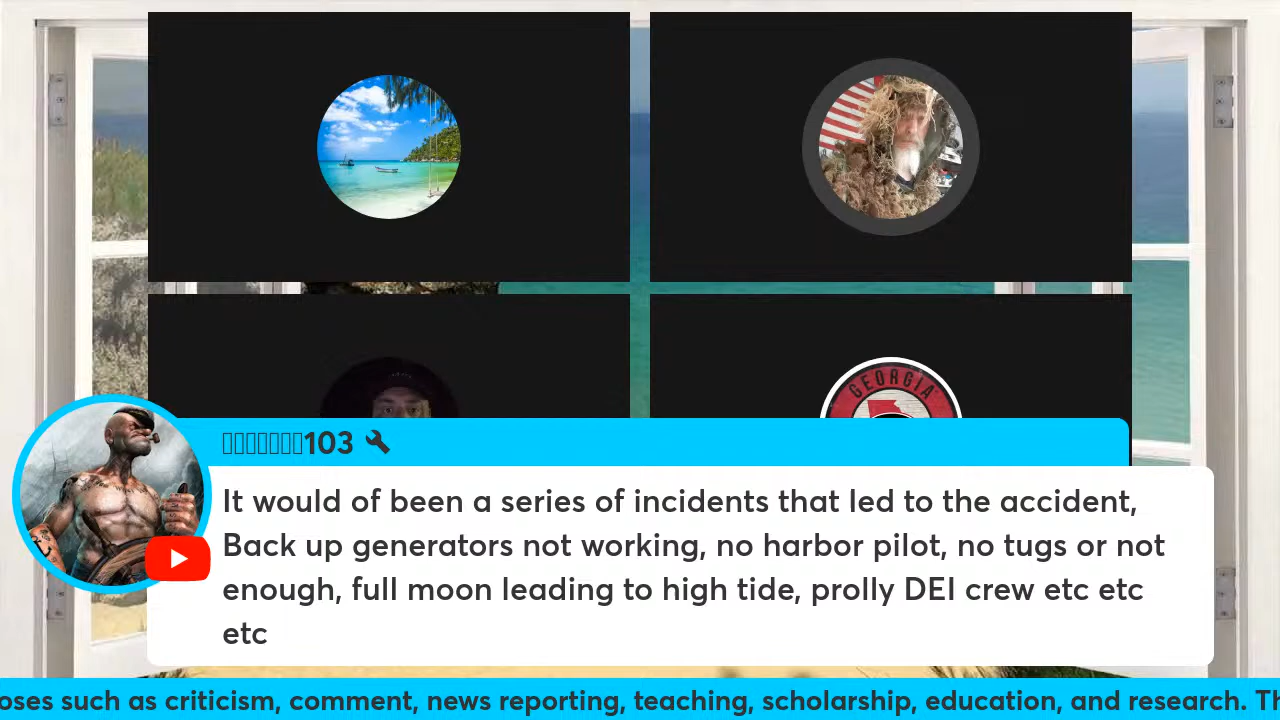 GEORGIA
103
It would of been a series of incidents that led to the accident,
Back up generators not working, no harbor pilot, no tugs or not
enough, full moon leading to high tide, prolly DEI crew etc etc
etc
oses such as criticism, comment, news reporting, teaching, scholarship, education, and research. Th